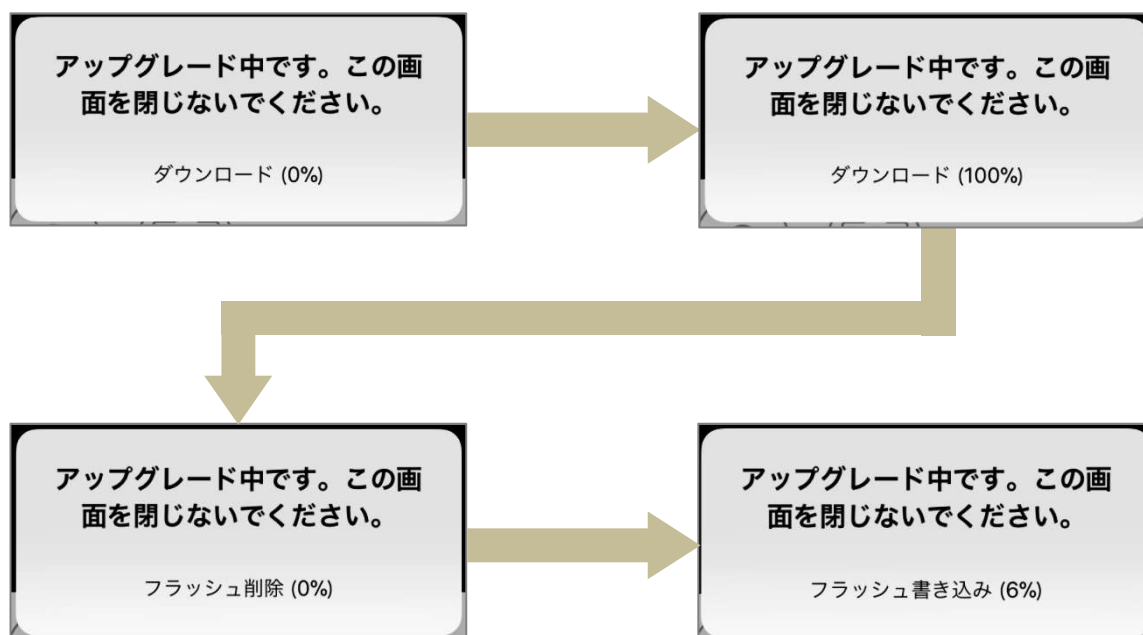 アップグレード中です。この画
面を閉じないでください。
ダウンロード (0%)
アップグレード中です。この画
面を閉じないでください。
ダウンロード (100%)
アップグレード中です。この画
面を閉じないでください。
フラッシュ削除 (0%)
アップグレード中です。この画
面を閉じないでください。
フラッシュ書き込み (6%)